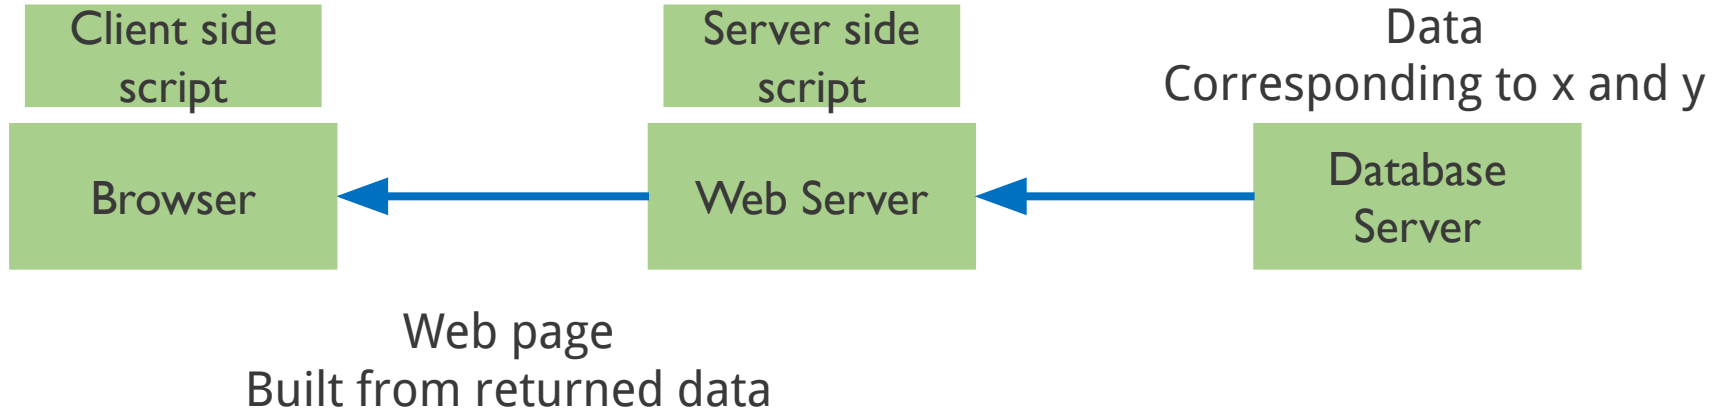 Client side
script
Server side
script
Data
Corresponding to x and y
Browser
Web Server
Database
Server
Web page
Built from returned data